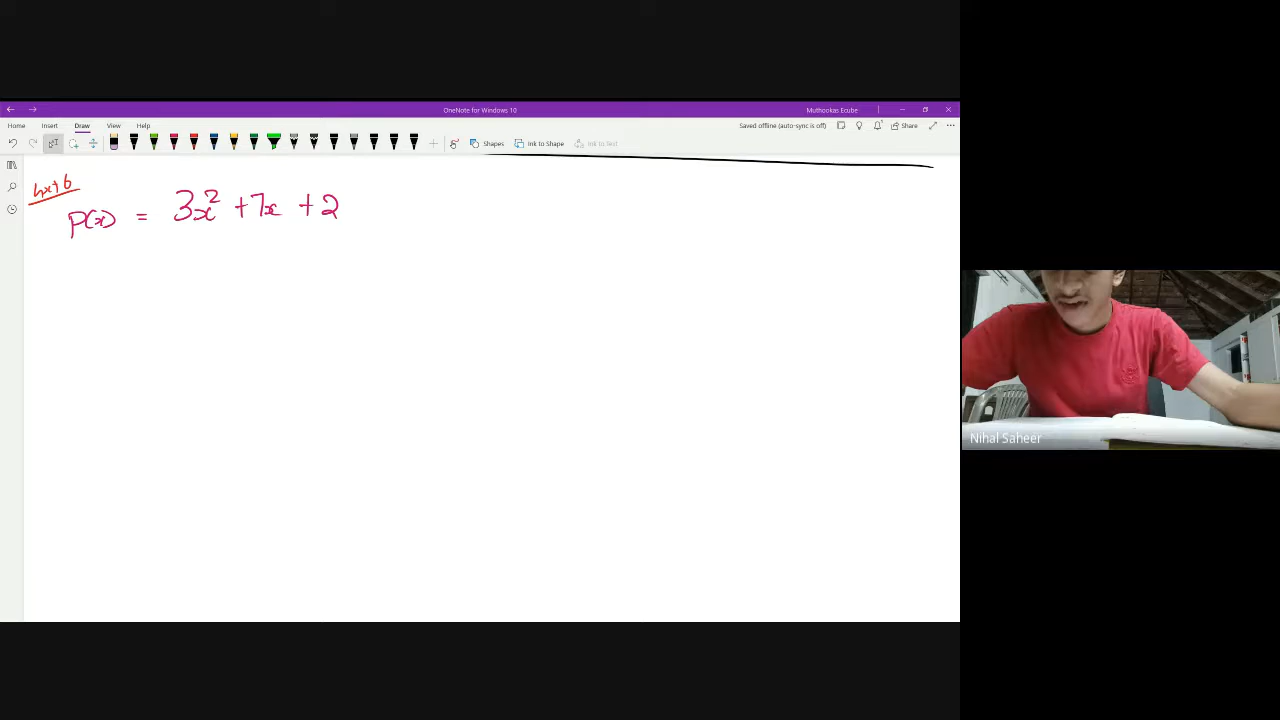 OneNote for Windows 10
Muthookas Ecube
Home Insert Draw View Help
Saved offline (auto-sync is off)
Share
Shapes
Ink to Shape
Ink to Text
P(x) = 3x² + 7x + 2
Nihal Saheer